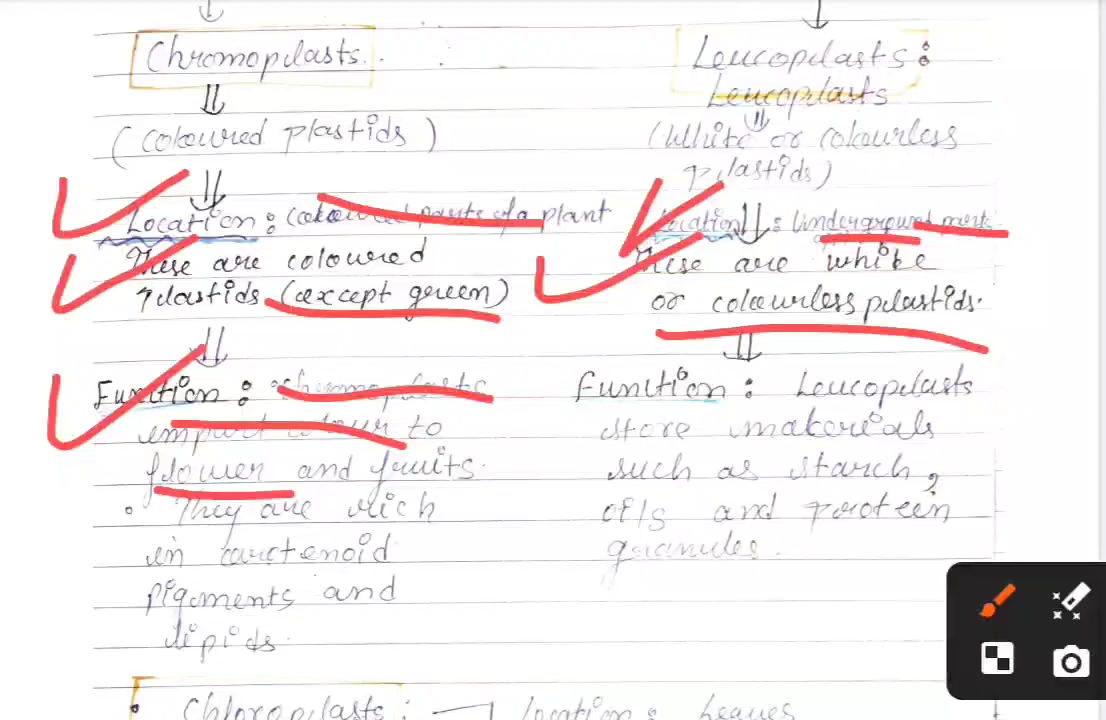 Chromoplasts.
(coloured plastids)
Location: coloured parts of a plant
These are coloured
plastids (except green)
Function: chromoplasts
impart colour to
flower and fruits.
• They are rich
in carotenoid
pigments and
lipids.
Leucoplasts:
Leucoplasts
(White or colourless
plastids)
Location: Underground parts
These are white
or colourless plastids.
Function: Leucoplasts
store materials
such as starch,
oils and protein
granules.
• Chloroplasts: location: leaves